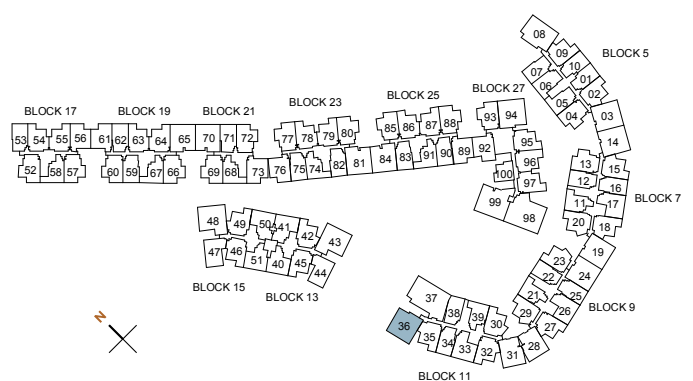 08
09
BLOCK 5
10
07
01
06
02
05
04
03
BLOCK 25
BLOCK 27
BLOCK 23
BLOCK 17
BLOCK 19
BLOCK 21
93 94
85 86 87 88
77 78 79 80
53 54 55 56 61 62 63 64 65 70 71 72
95
14
96
82 81 84 83 91 90 89 92
13 15
52 58 57 60 59 67 66 69 68 73 76 75 74
100 97
12 16
BLOCK 7
11 17
99
98
20 18
48 49 50 41 42 43
47 46 51 40 45 44
19
23
22 24
BLOCK 15
BLOCK 13
21 25
BLOCK 9
37
38 39 30
29 26
27
36
35 34 33 32 31 28
BLOCK 11
N